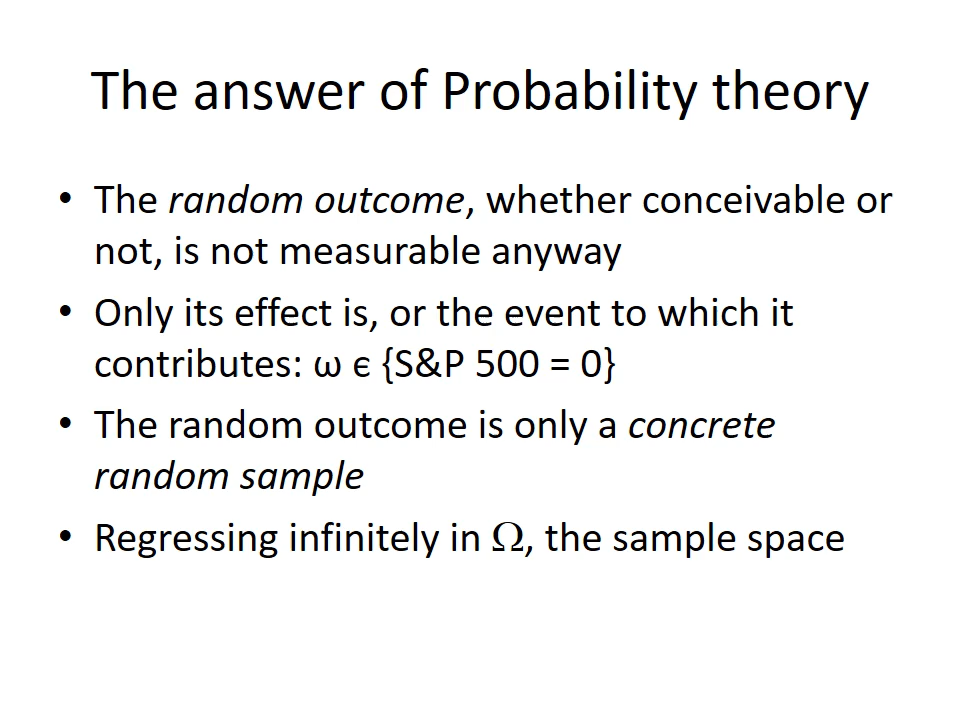 The answer of Probability theory
• The random outcome, whether conceivable or
not, is not measurable anyway
• Only its effect is, or the event to which it
contributes: ω є {S&P 500 = 0}
• The random outcome is only a concrete
random sample
• Regressing infinitely in Ω, the sample space